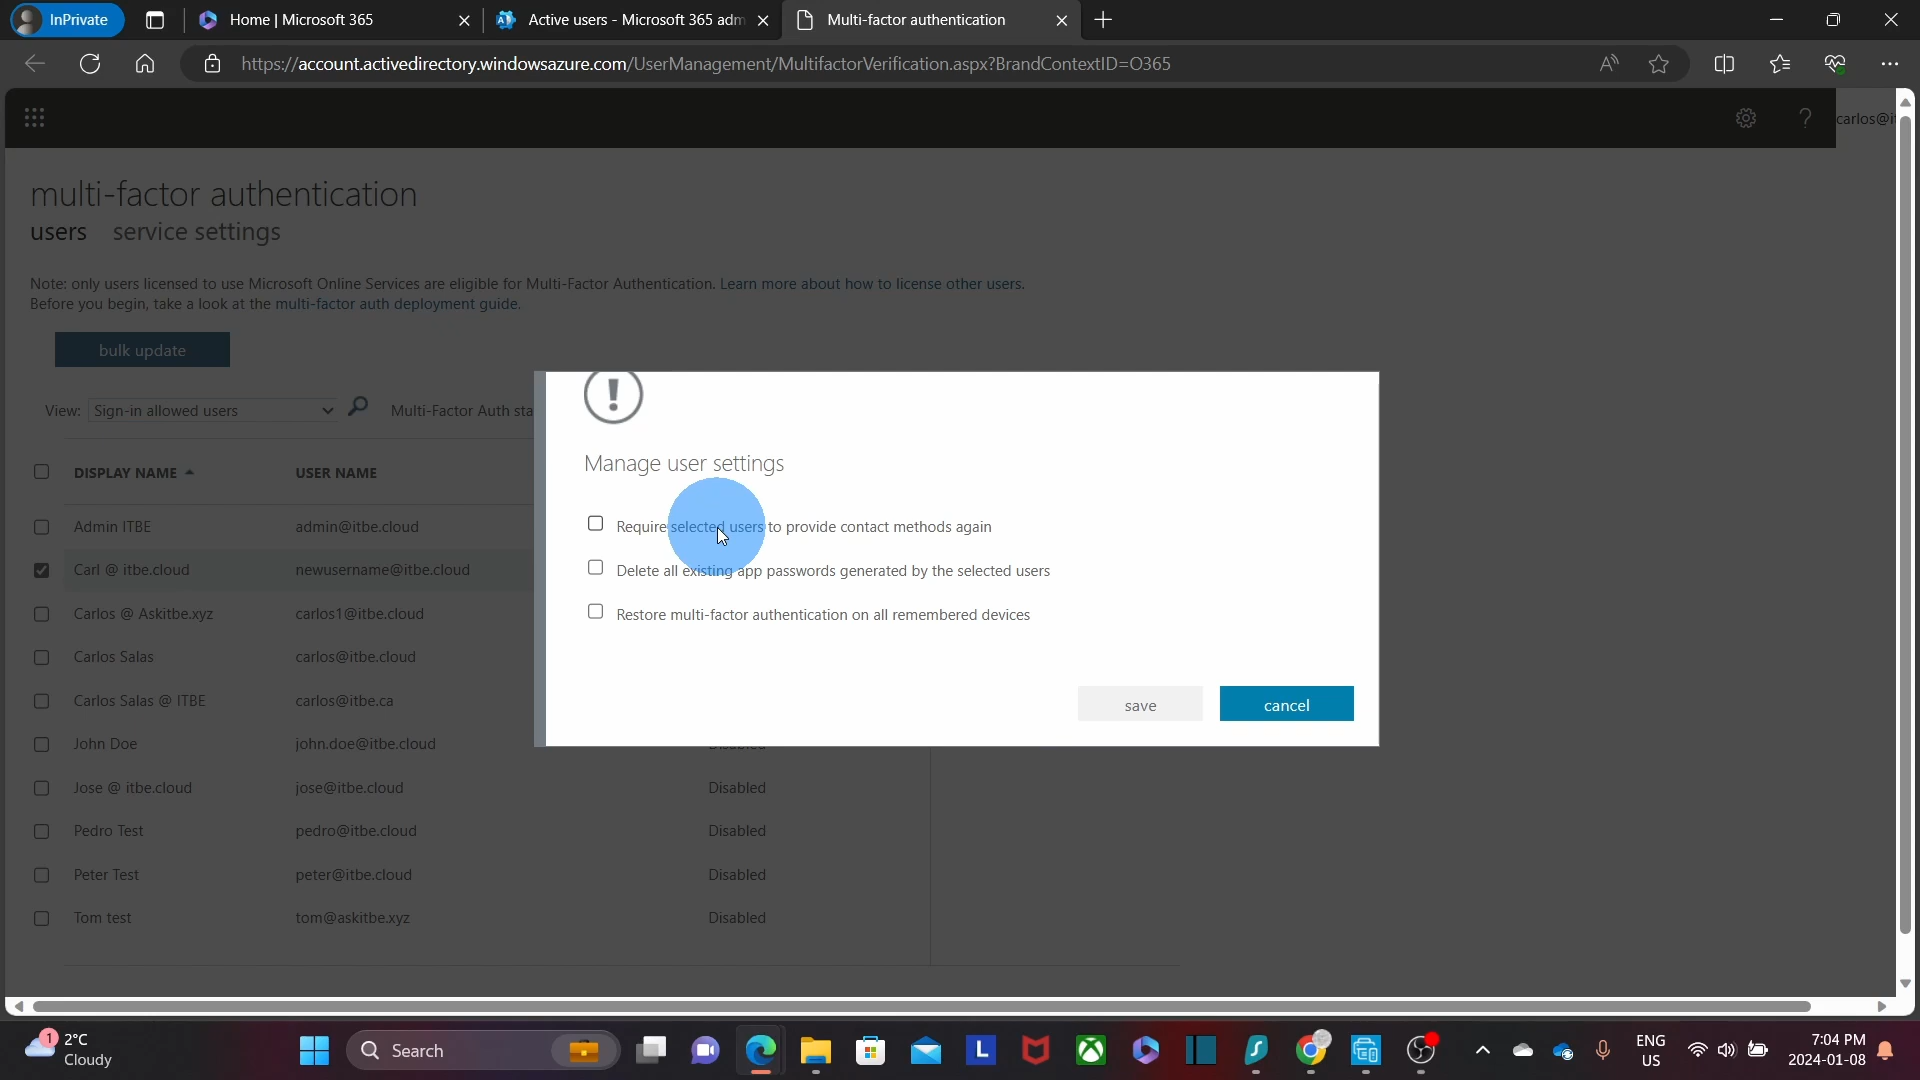 InPrivate
Home | Microsoft 365
Active users - Microsoft 365 adm
Multi-factor authentication
https://account.activedirectory.windowsazure.com/UserManagement/MultifactorVerification.aspx?BrandContextID=O365
carlos@it
multi-factor authentication
users service settings
Note: only users licensed to use Microsoft Online Services are eligible for Multi-Factor Authentication. Learn more about how to license other users.
Before you begin, take a look at the multi-factor auth deployment guide.
bulk update
View: Sign-in allowed users Multi-Factor Auth sta
DISPLAY NAME USER NAME
Admin ITBE admin@itbe.cloud
Carl @ itbe.cloud newusername@itbe.cloud
Carlos @ Askitbe.xyz carlos1@itbe.cloud
Carlos Salas carlos@itbe.cloud
Carlos Salas @ ITBE carlos@itbe.ca
John Doe john.doe@itbe.cloud
Jose @ itbe.cloud jose@itbe.cloud Disabled
Pedro Test pedro@itbe.cloud Disabled
Peter Test peter@itbe.cloud Disabled
Tom test tom@askitbe.xyz Disabled
Manage user settings
Require selected users to provide contact methods again
Delete all existing app passwords generated by the selected users
Restore multi-factor authentication on all remembered devices
save cancel
1
2°C
Cloudy
Search
L
ENG
US
7:04 PM
2024-01-08